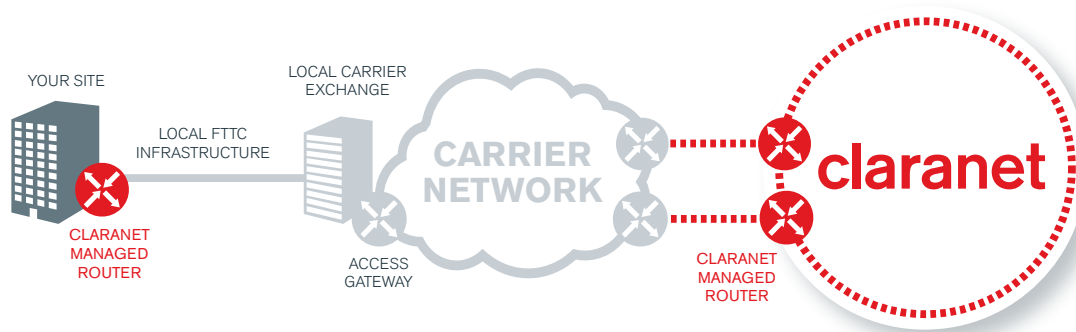 YOUR SITE
LOCAL FTTC
INFRASTRUCTURE
LOCAL CARRIER
EXCHANGE
CARRIER
NETWORK
claranet
CLARANET
MANAGED
ROUTER
ACCESS
GATEWAY
CLARANET
MANAGED
ROUTER